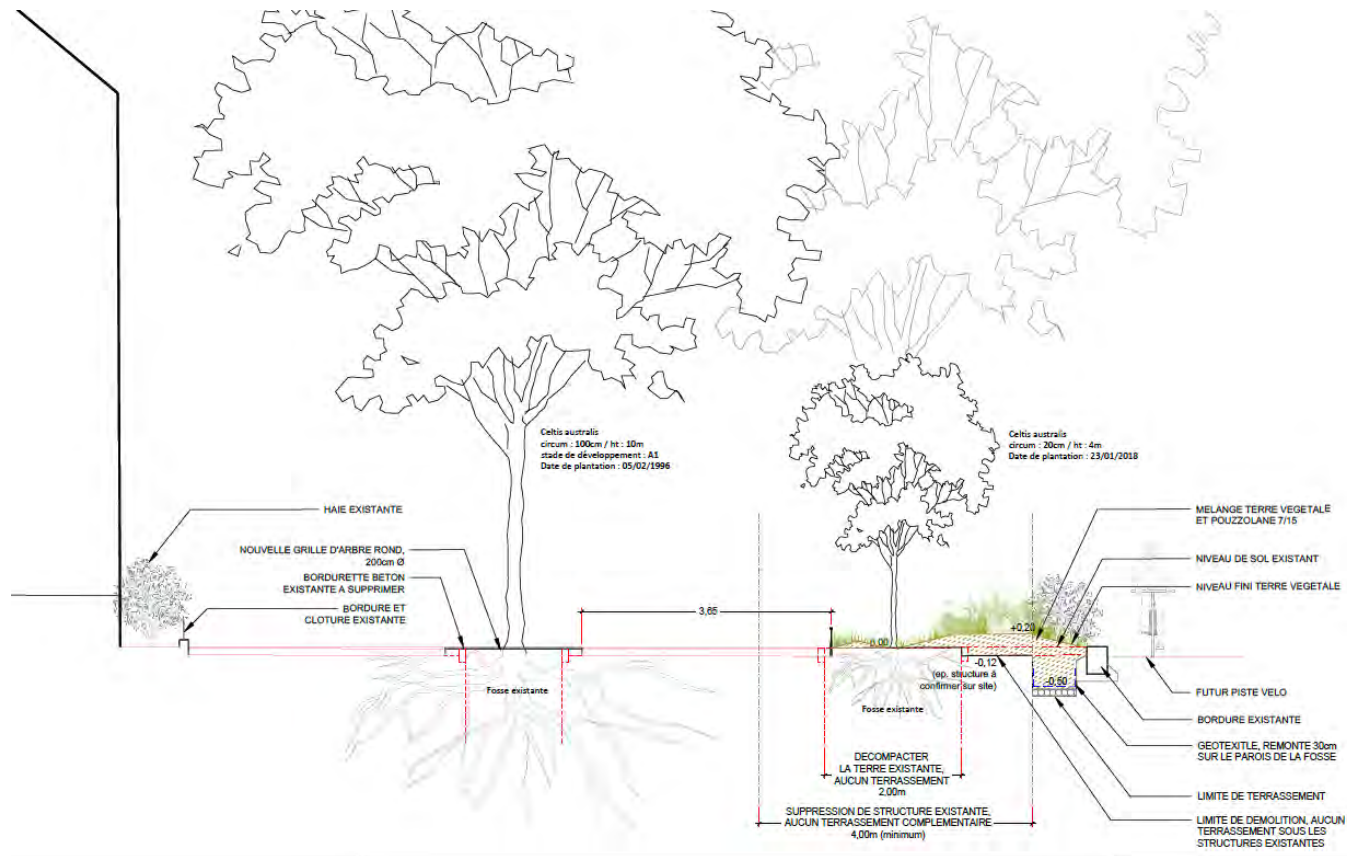 Celtis australis
circum : 100cm / ht : 10m
stade de développement : A1
Date de plantation : 05/02/1996
Celtis australis
circum : 20cm / ht : 4m
Date de plantation : 23/01/2018
HAIE EXISTANTE
NOUVELLE GRILLE D'ARBRE ROND,
200cm Ø
BORDURETTE BETON
EXISTANTE A SUPPRIMER
BORDURE ET
CLOTURE EXISTANTE
3,65
Fosse existante
0,00
+0,20
-0,12
(ep. structure à
confirmer sur site)
-0,50
Fosse existante
DECOMPACTER
LA TERRE EXISTANTE,
AUCUN TERRASSEMENT
2,00m
SUPPRESSION DE STRUCTURE EXISTANTE,
AUCUN TERRASSEMENT COMPLEMENTAIRE
4,00m (minimum)
MELANGE TERRE VEGETALE
ET POUZZOLANE 7/15
NIVEAU DE SOL EXISTANT
NIVEAU FINI TERRE VEGETALE
FUTUR PISTE VELO
BORDURE EXISTANTE
GEOTEXITLE, REMONTE 30cm
SUR LE PAROIS DE LA FOSSE
LIMITE DE TERRASSEMENT
LIMITE DE DEMOLITION, AUCUN
TERRASSEMENT SOUS LES
STRUCTURES EXISTANTES